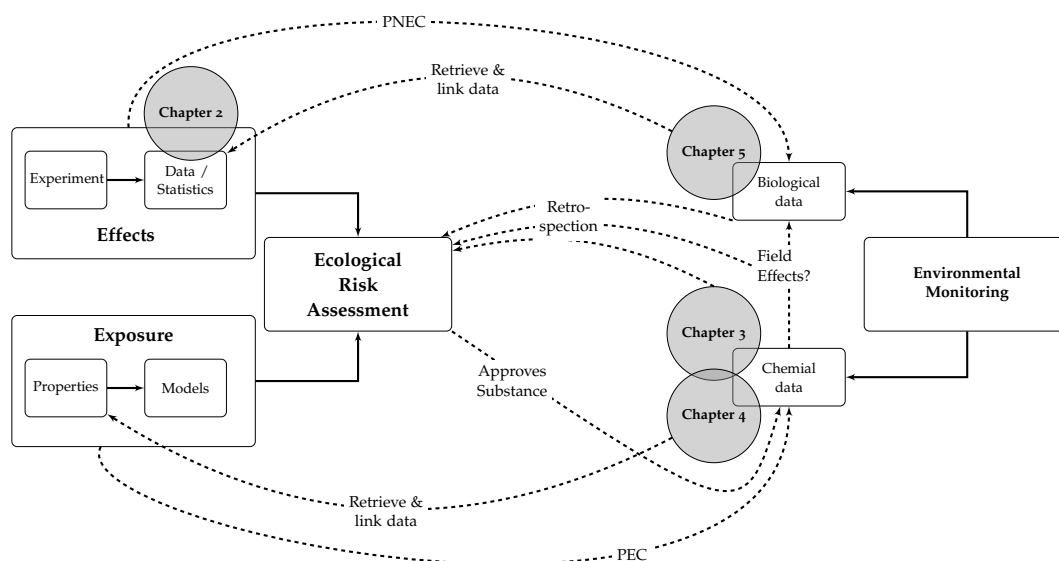 PNEC
Retrieve &
link data
Chapter 2
Chapter 5
Experiment
Data /
Statistics
Effects
Biological
data
Retro-
spection
Ecological
Risk
Assessment
Field
Effects?
Environmental
Monitoring
Exposure
Properties
Models
Approves
Substance
Chapter 3
Chemial
data
Chapter 4
Retrieve &
link data
PEC